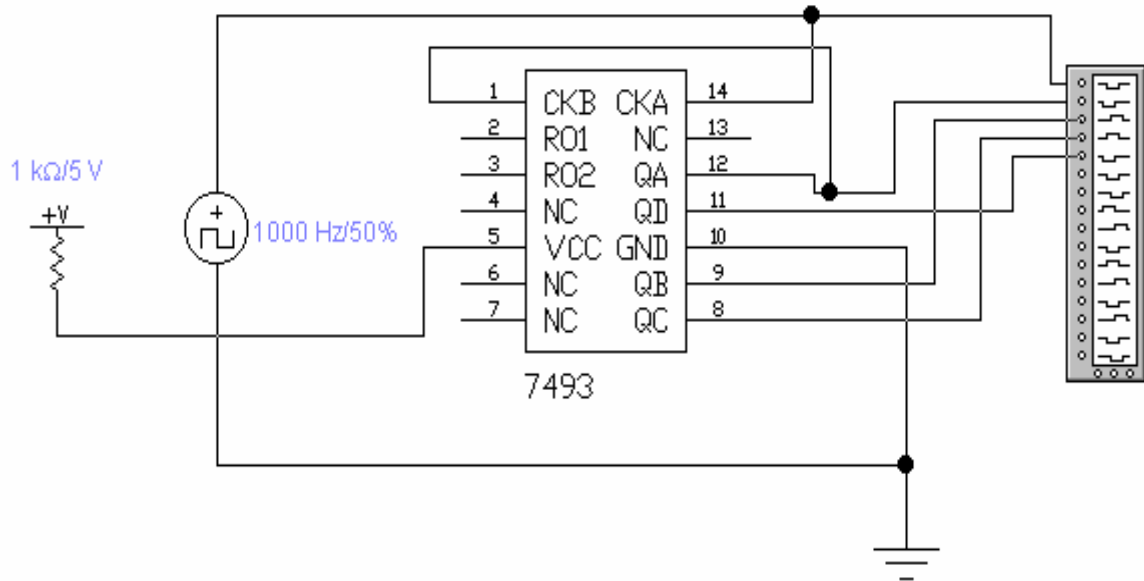 1 kΩ/5 V
+V
+
1000 Hz/50%
1 CKB CKA 14
2 RO1 NC 13
3 RO2 QA 12
4 NC QD 11
5 VCC GND 10
6 NC QB 9
7 NC QC 8
7493